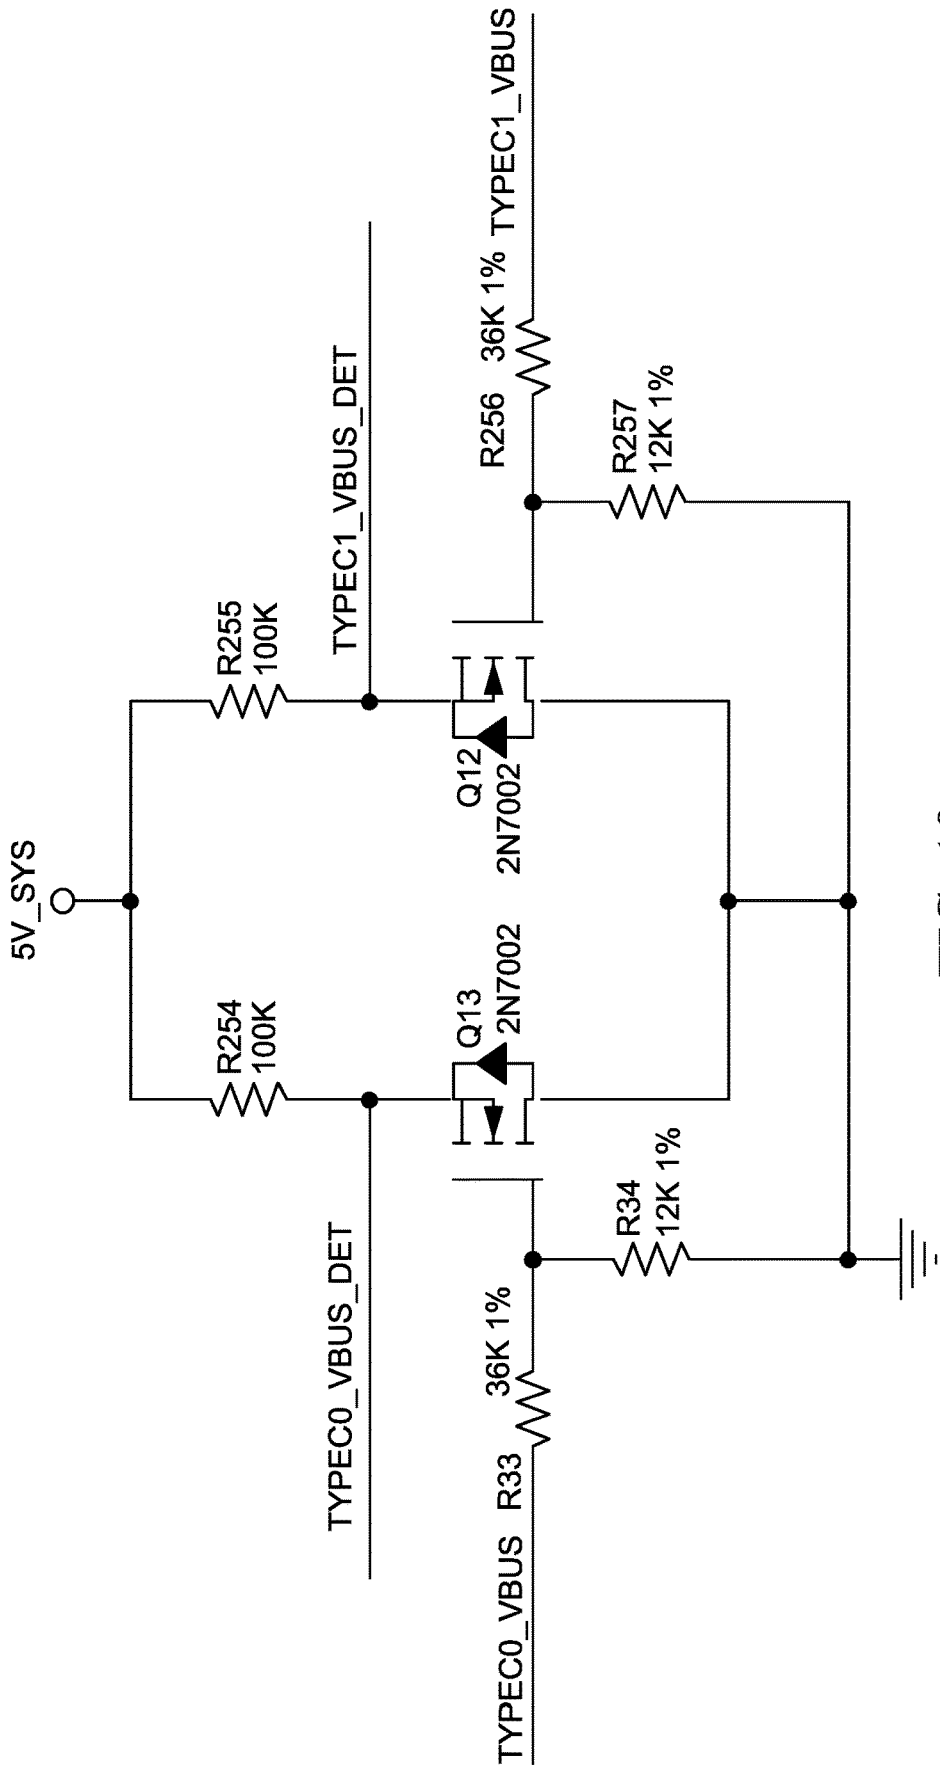 5V_SYS
R254
100K
R255
100K
TYPEC0_VBUS_DET
TYPEC1_VBUS_DET
Q13
2N7002
Q12
2N7002
TYPEC0_VBUS
R33
36K 1%
R34
12K 1%
R256
36K 1%
TYPEC1_VBUS
R257
12K 1%